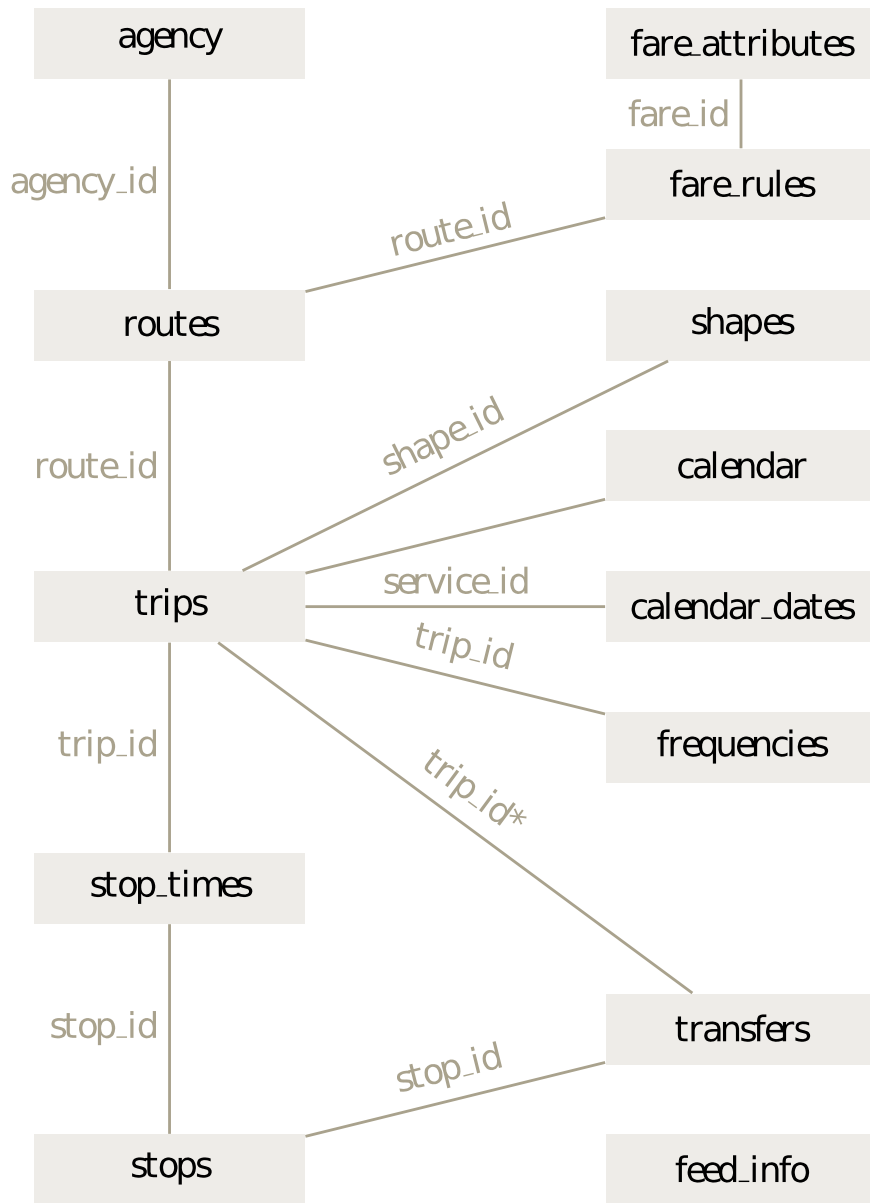 agency
fare_attributes
fare_id
agency_id
fare_rules
route_id
routes
shapes
shape_id
route_id
calendar
service_id
trips
calendar_dates
trip_id
trip_id
frequencies
trip_id*
stop_times
stop_id
transfers
stop_id
stops
feed_info